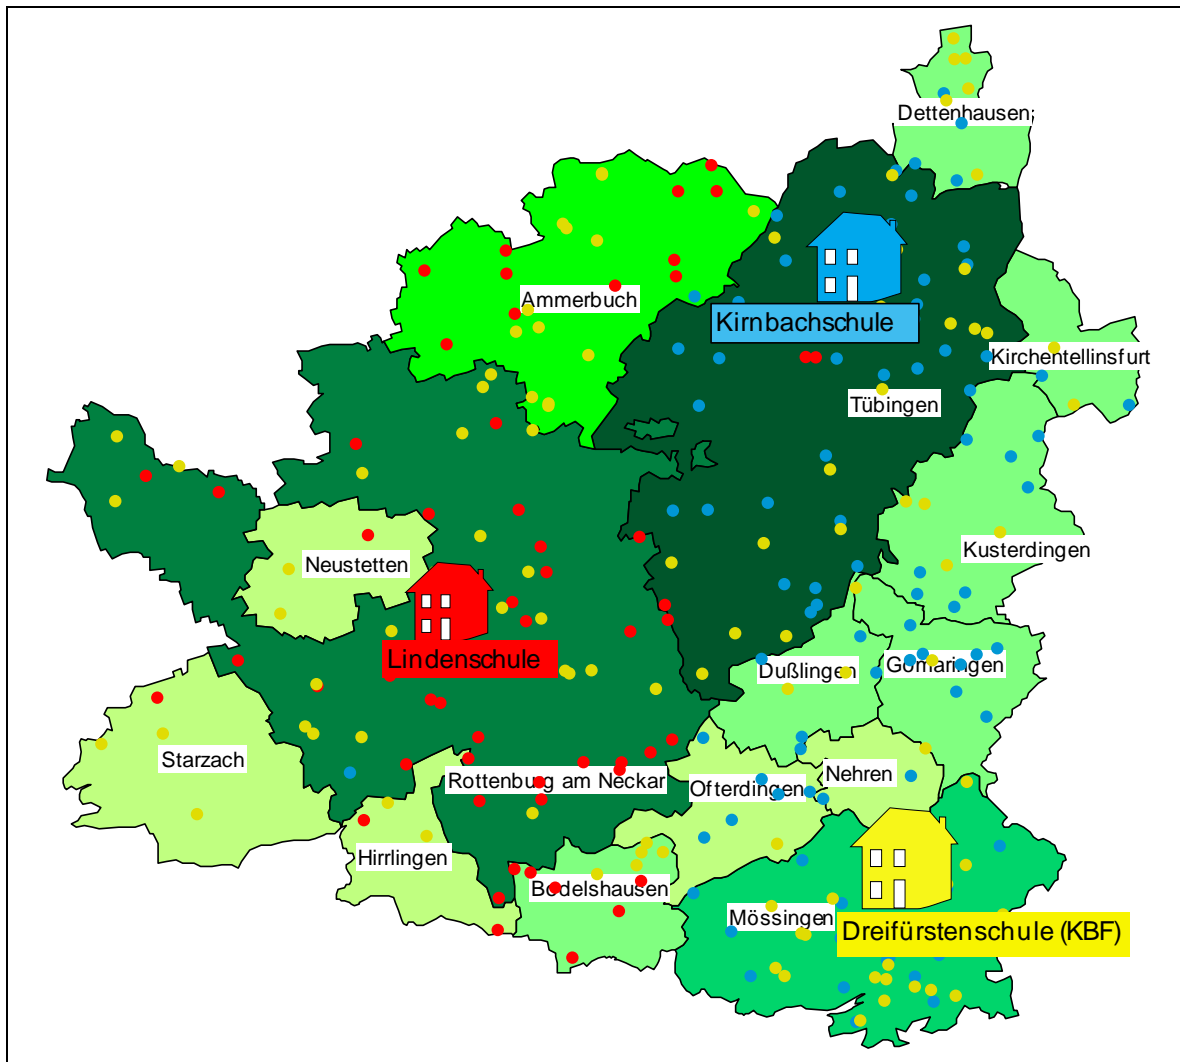 Dettenhausen
Ammerbuch
Kirnbachschule
Kirchentellinsfurt
Tübingen
Kusterdingen
Neustetten
Lindenschule
Dußlingen
Gomaringen
Starzach
Rottenburg am Neckar
Ofterdingen
Nehren
Hirrlingen
Bodelshausen
Mössingen
Dreifürstenschule (KBF)